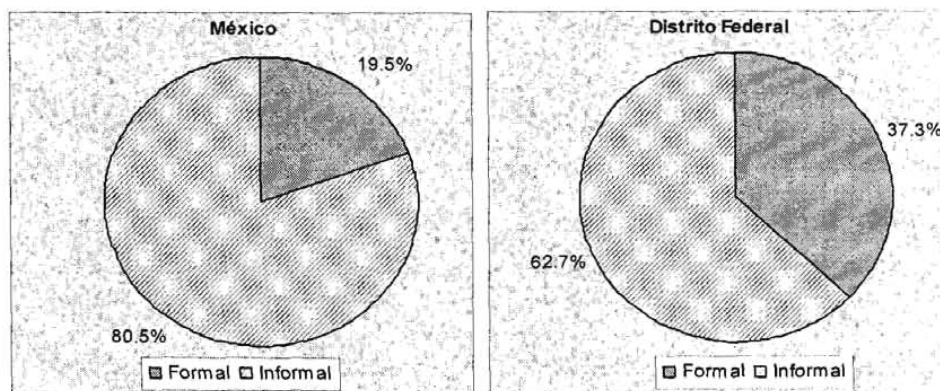 México
19.5%
80.5%
Formal Informal
Distrito Federal
37.3%
62.7%
Formal Informal